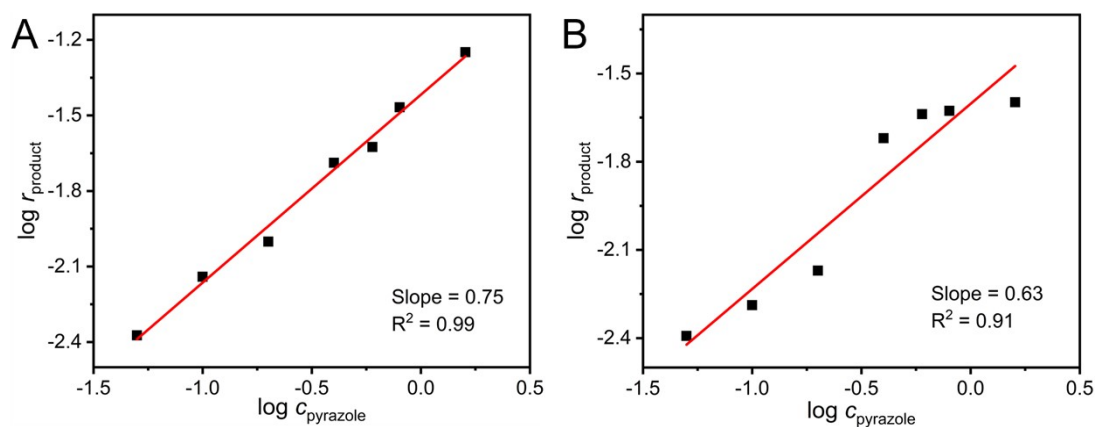 A
-1.2
-1.5
-1.8
-2.1
-2.4
log r_product
Slope = 0.75
R² = 0.99
-1.5 -1.0 -0.5 0.0 0.5
log c_pyrazole
B
-1.5
-1.8
-2.1
-2.4
log r_product
Slope = 0.63
R² = 0.91
-1.5 -1.0 -0.5 0.0 0.5
log c_pyrazole